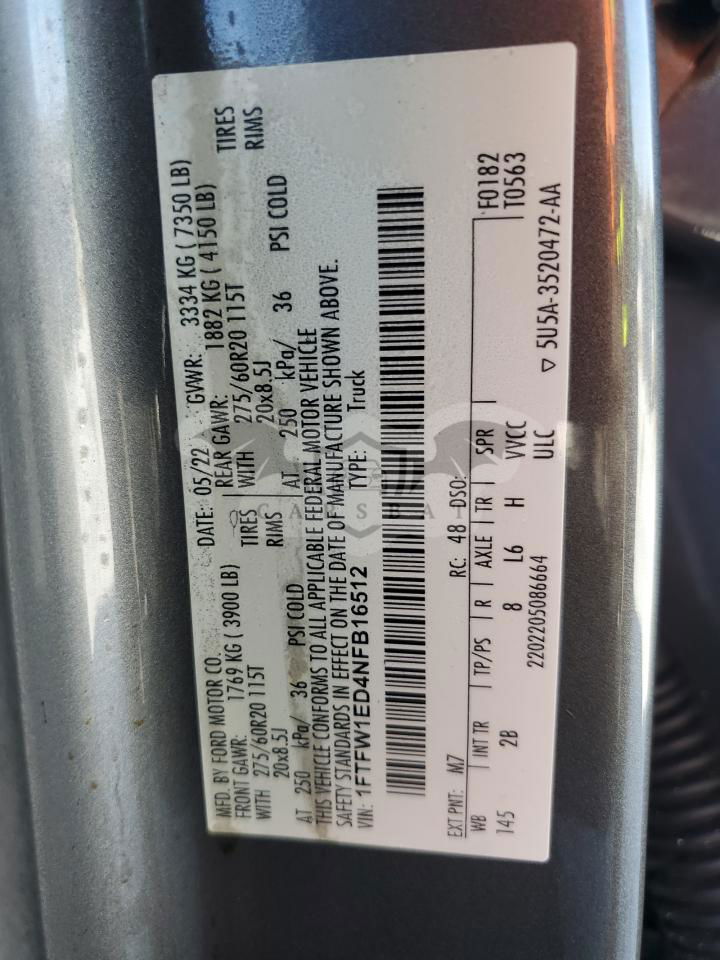 MFD. BY FORD MOTOR CO.
DATE: 05/22 GVWR: 3334 KG ( 7350 LB)
FRONT GAWR: 1769 KG ( 3900 LB) REAR GAWR: 1882 KG ( 4150 LB)
WITH 275/60R20 115T TIRES WITH 275/60R20 115T TIRES
20x8.5J RIMS 20x8.5J RIMS
AT 250 kPa/ 36 PSI COLD AT 250 kPa/ 36 PSI COLD
THIS VEHICLE CONFORMS TO ALL APPLICABLE FEDERAL MOTOR VEHICLE
SAFETY STANDARDS IN EFFECT ON THE DATE OF MANUFACTURE SHOWN ABOVE.
VIN: 1FTFW1ED4NFB16512 TYPE: Truck
EXT PNT: M7 RC: 48 DSO: F0182
WB INT TR TP/PS R AXLE TR SPR T0563
145 2B 8 L6 H VVCC
2202205086664 ULC ▽ 5U5A-3520472-AA